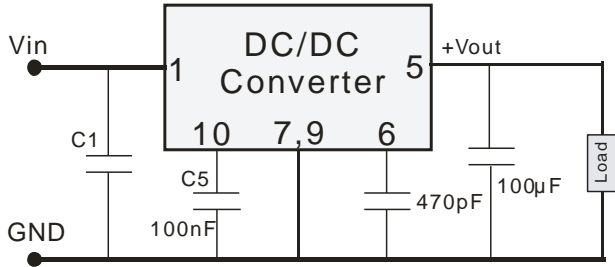 Vin
DC/DC
Converter
1
5
+Vout
10
7,9
6
C1
C5
100nF
470pF
100µF
Load
GND